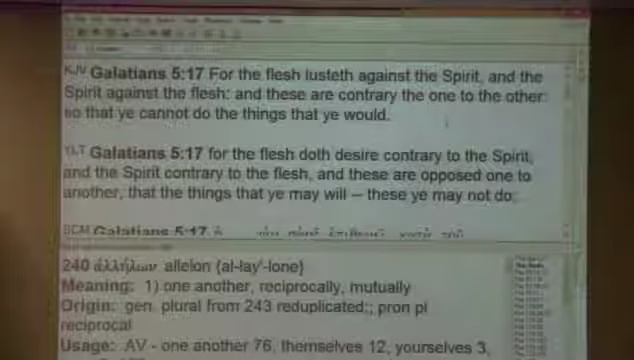 KJV Galatians 5:17 For the flesh lusteth against the Spirit, and the
Spirit against the flesh: and these are contrary the one to the other:
so that ye cannot do the things that ye would.
YLT Galatians 5:17 for the flesh doth desire contrary to the Spirit,
and the Spirit contrary to the flesh, and these are opposed one to
another, that the things that ye may will -- these ye may not do;
Galatians 5:17
240 ἀλλήλων allelon {al-lay'-lone}
Meaning: 1) one another, reciprocally, mutually
Origin: gen. plural from 243 reduplicated:; pron pl
reciprocal
Usage: AV - one another 76, themselves 12, yourselves 3,